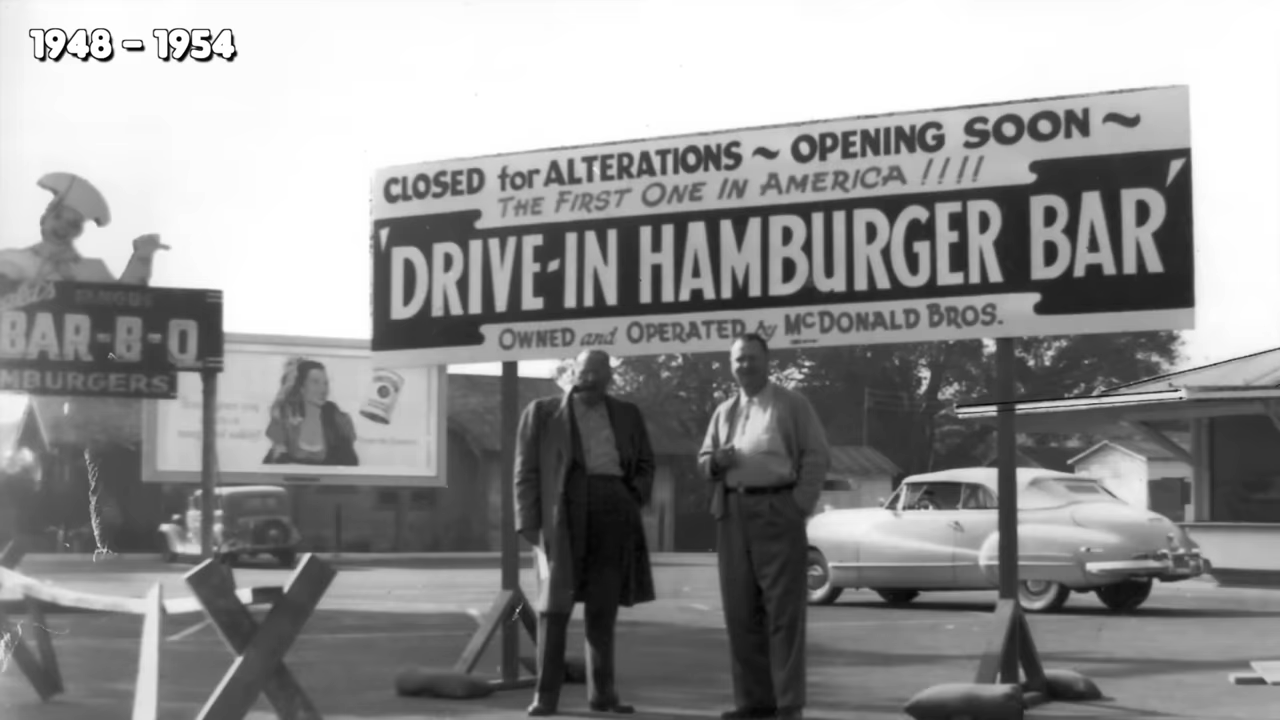 1948 – 1954
CLOSED for ALTERATIONS ~ OPENING SOON ~
THE FIRST ONE IN AMERICA !!!!
'DRIVE-IN HAMBURGER BAR'
OWNED and OPERATED by McDONALD BROS.
FAMOUS
BAR-B-Q
MBURGERS